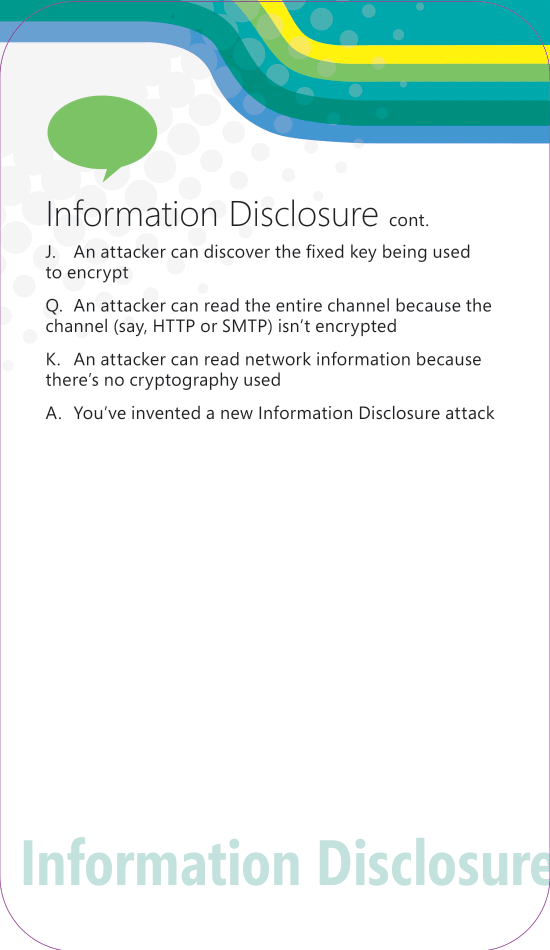 Information Disclosure cont.
J. An attacker can discover the fixed key being used
to encrypt
Q. An attacker can read the entire channel because the
channel (say, HTTP or SMTP) isn’t encrypted
K. An attacker can read network information because
there’s no cryptography used
A. You’ve invented a new Information Disclosure attack
Information Disclosure